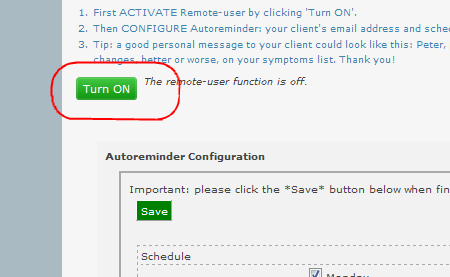 1. First ACTIVATE Remote-user by clicking 'Turn ON'.
2. Then CONFIGURE Autoreminder: your client's email address and sched
3. Tip: a good personal message to your client could look like this: Peter,
changes, better or worse, on your symptoms list. Thank you!
Turn ON The remote-user function is off.
Autoreminder Configuration
Important: please click the *Save* button below when fin
Save
Schedule
Monday